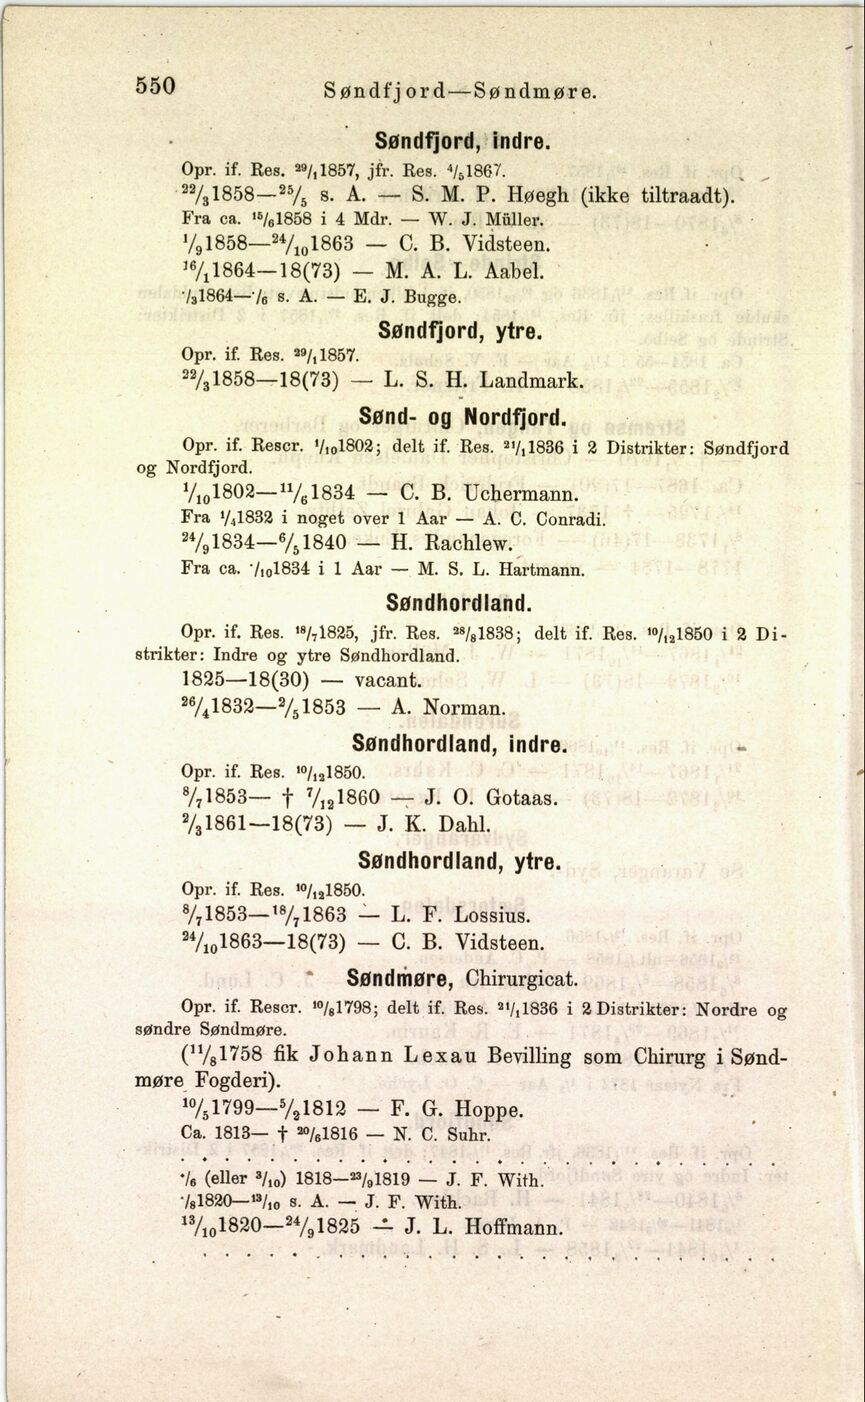 550 Søndfjord—Søndmøre.
Søndfjord, indre.
Opr. if. Res. 29/11857, jfr. Res. 4/51867.
22/31858—25/5 s. A. — S. M. P. Høegh (ikke tiltraadt).
Fra ca. 15/61858 i 4 Mdr. — W. J. Müller.
1/91858—24/101863 — C. B. Vidsteen.
16/11864—18(73) — M. A. L. Aabel.
·/31864—·/6 s. A. — E. J. Bugge.
Søndfjord, ytre.
Opr. if. Res. 29/11857.
22/31858—18(73) — L. S. H. Landmark.
Sønd- og Nordfjord.
Opr. if. Rescr. 1/101802; delt if. Res. 21/11836 i 2 Distrikter: Søndfjord
og Nordfjord.
1/101802—11/61834 — C. B. Uchermann.
Fra 1/41832 i noget over 1 Aar — A. C. Conradi.
24/91834—6/51840 — H. Rachlew.
Fra ca. ·/101834 i 1 Aar — M. S. L. Hartmann.
Søndhordland.
Opr. if. Res. 18/71825, jfr. Res. 28/81838; delt if. Res. 10/121850 i 2 Di-
strikter: Indre og ytre Søndhordland.
1825—18(30) — vacant.
26/41832—2/51853 — A. Norman.
Søndhordland, indre.
Opr. if. Res. 10/121850.
8/71853— † 7/121860 — J. O. Gotaas.
2/31861—18(73) — J. K. Dahl.
Søndhordland, ytre.
Opr. if. Res. 10/121850.
8/71853—18/71863 — L. F. Lossius.
24/101863—18(73) — C. B. Vidsteen.
Søndmøre, Chirurgicat.
Opr. if. Rescr. 10/81798; delt if. Res. 21/11836 i 2 Distrikter: Nordre og
søndre Søndmøre.
(11/81758 fik Johann Lexau Bevilling som Chirurg i Sønd-
møre Fogderi).
10/51799—5/21812 — F. G. Hoppe.
Ca. 1813— † 20/61816 — N. C. Suhr.
. . . . . . . . . . . . . . . . . . . . . . . . . .
·/6 (eller 3/10) 1818—23/91819 — J. F. With.
·/81820—13/10 s. A. — J. F. With.
13/101820—24/91825 — J. L. Hoffmann.
. . . . . . . . . . . . . . . . . . . . . . . . . .